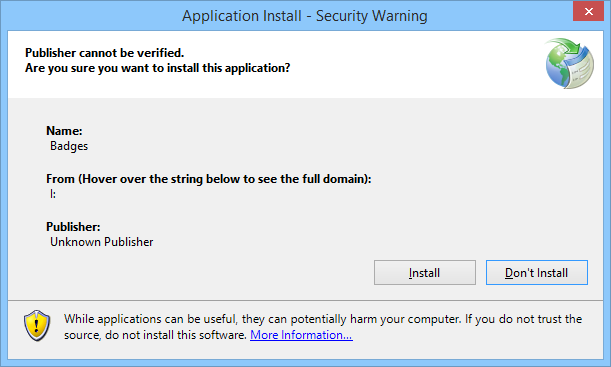 Application Install - Security Warning
Publisher cannot be verified.
Are you sure you want to install this application?
Name:
Badges
From (Hover over the string below to see the full domain):
I:
Publisher:
Unknown Publisher
Install
Don't Install
While applications can be useful, they can potentially harm your computer. If you do not trust the
source, do not install this software. More Information...